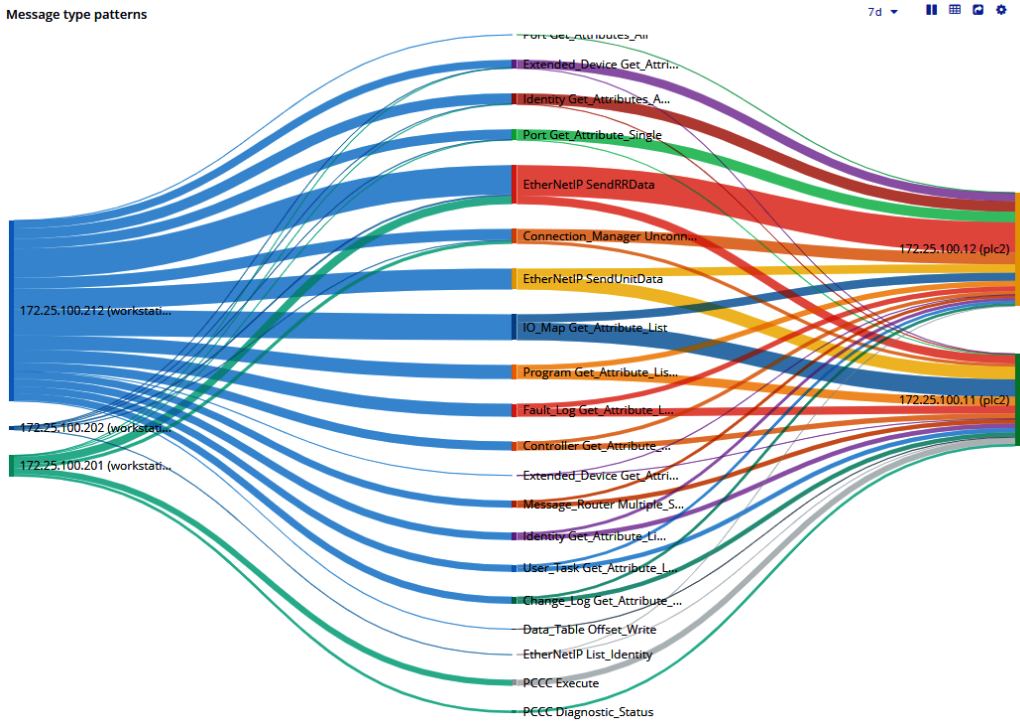 Message type patterns
7d
Port Get_Attributes_All
Extended_Device Get_Attri...
Identity Get_Attributes_A...
Port Get_Attribute_Single
EtherNetIP SendRRData
Connection_Manager Unconn...
172.25.100.12 (plc2)
EtherNetIP SendUnitData
172.25.100.212 (workstati...
IO_Map Get_Attribute_List
Program Get_Attribute_Lis...
172.25.100.11 (plc2)
Fault_Log Get_Attribute_L...
172.25.100.202 (workstati...
Controller Get_Attribute_...
172.25.100.201 (workstati...
Extended_Device Get_Attri...
Message_Router Multiple_S...
Identity Get_Attribute_Li...
User_Task Get_Attribute_L...
Change_Log Get_Attribute_...
Data_Table Offset_Write
EtherNetIP List_Identity
PCCC Execute
PCCC Diagnostic_Status